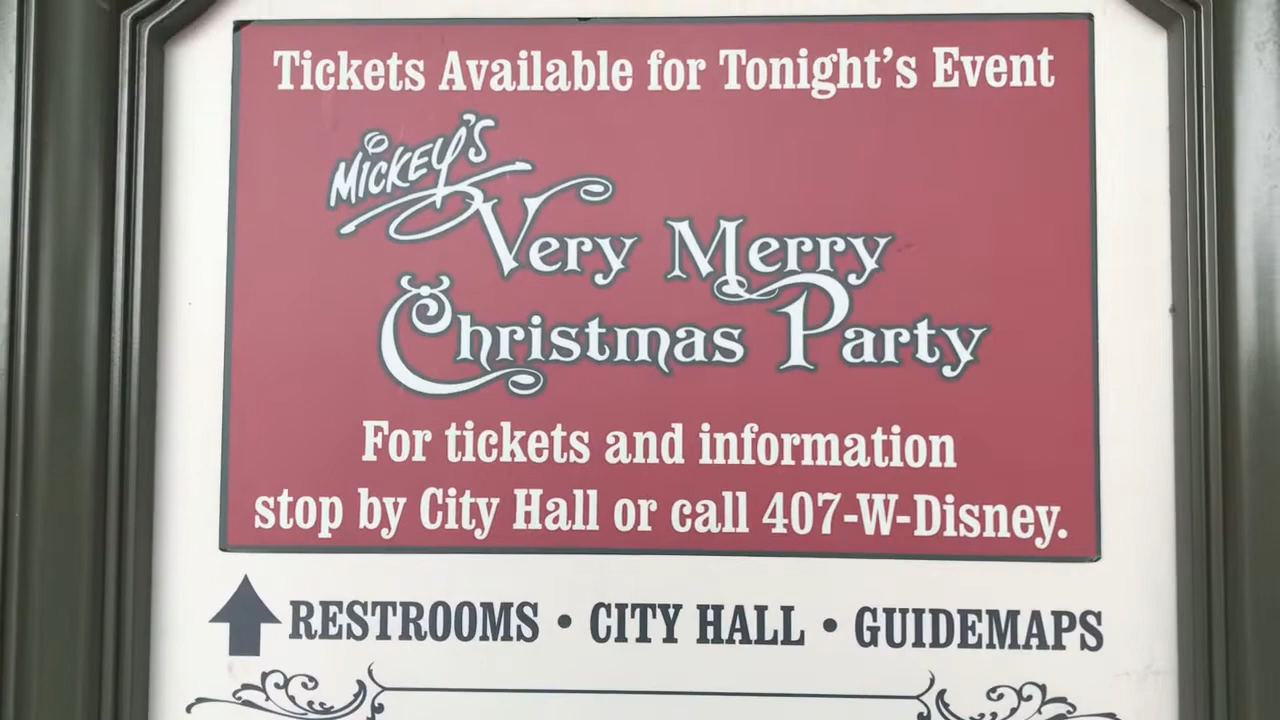 Tickets Available for Tonight's Event
Mickey's
Very Merry
Christmas Party
For tickets and information
stop by City Hall or call 407-W-Disney.
RESTROOMS • CITY HALL • GUIDEMAPS